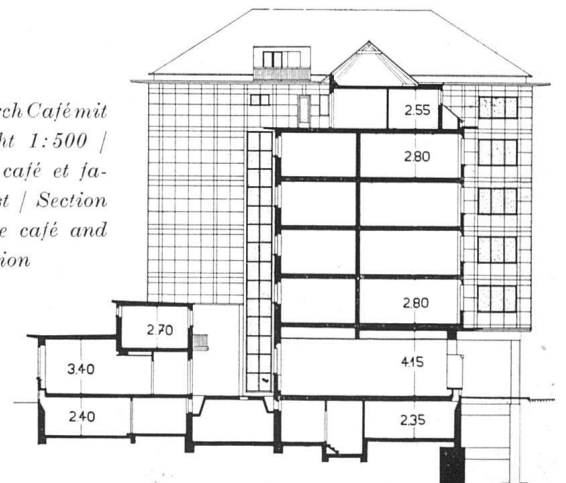 rch Café mit
ht 1:500 /
café et fa-
st / Section
e café and
ion
2.55
2.80
2.80
2.70
3.40
4.15
2.40
2.35